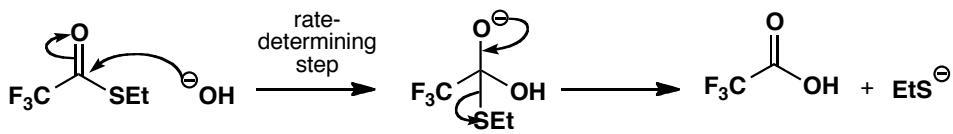 O
F₃C
SEt
⊖OH
rate-
determining
step
O⊖
F₃C
OH
SEt
O
F₃C
OH
+ EtS⊖